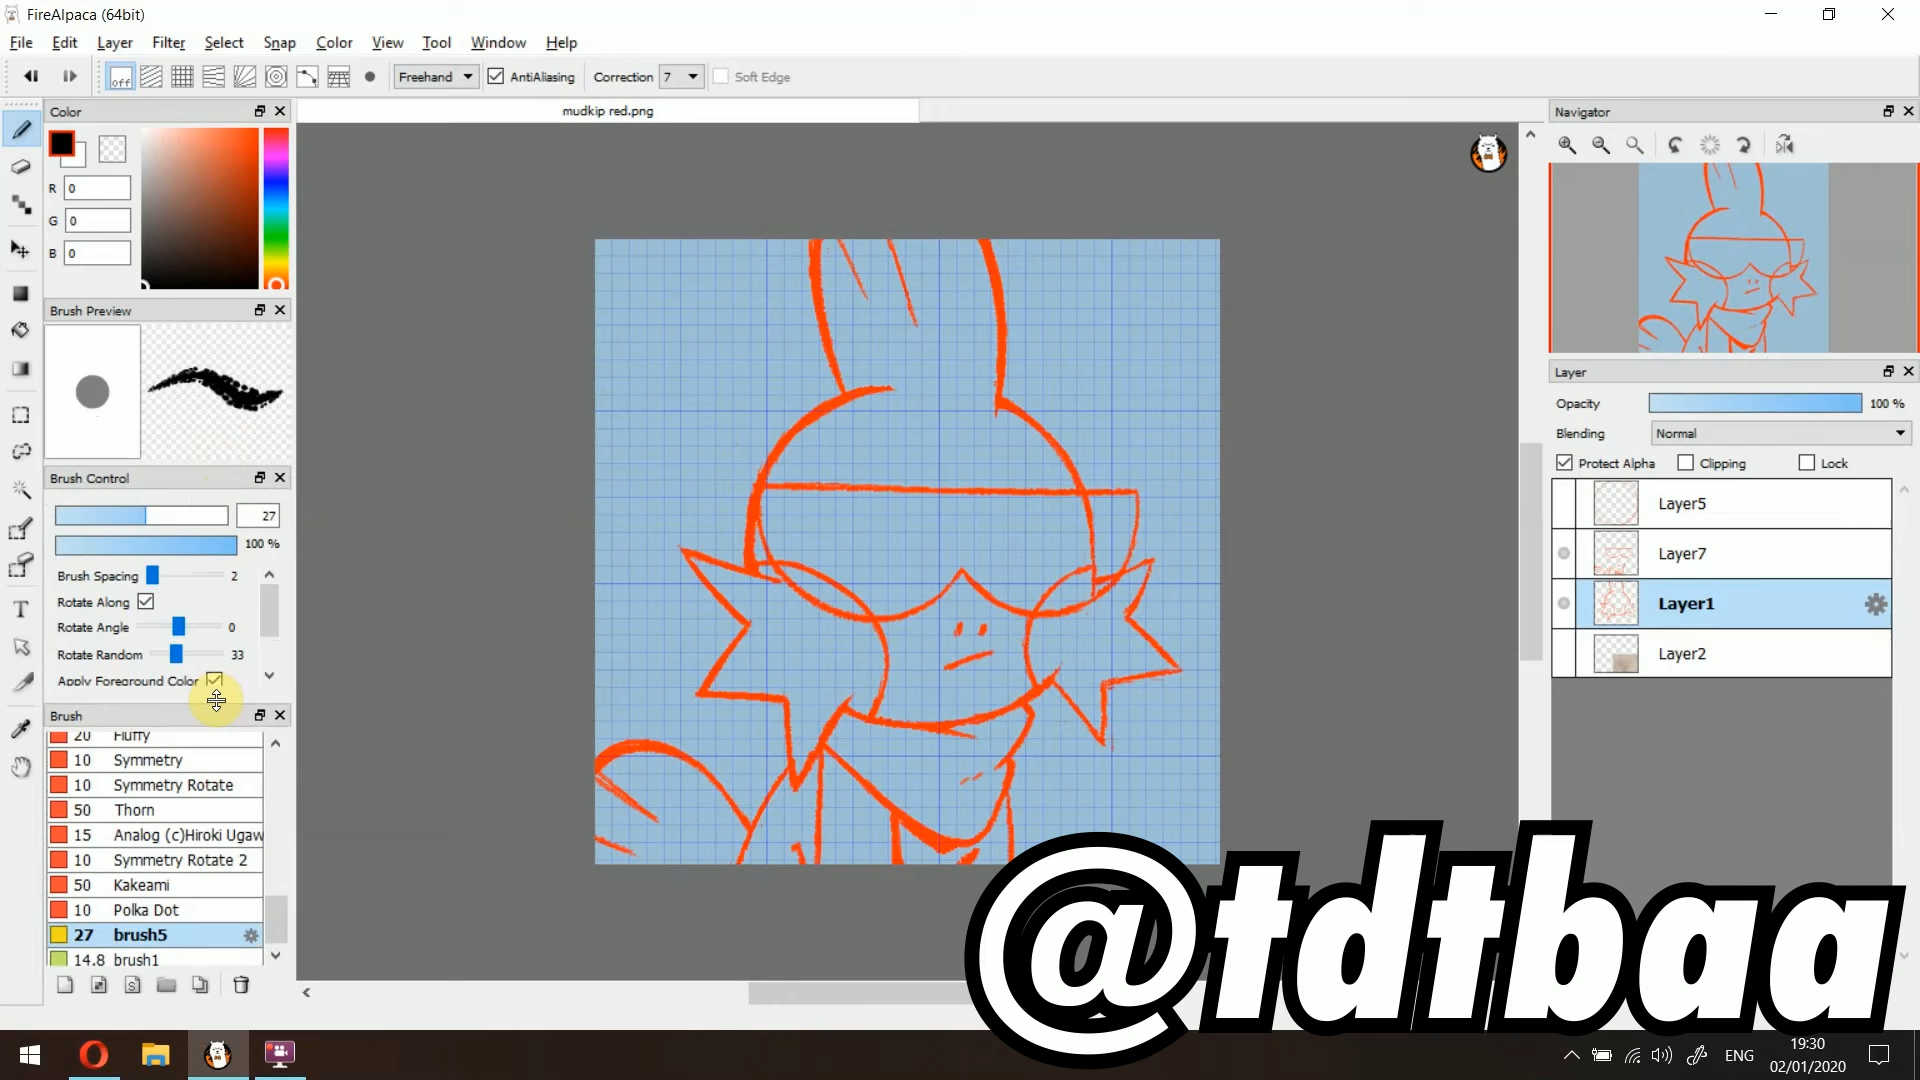 FireAlpaca (64bit)
File Edit Layer Filter Select Snap Color View Tool Window Help
off Freehand AntiAliasing Correction 7 Soft Edge
Color
mudkip red.png
Navigator
R 0
G 0
B 0
Brush Preview
Layer
Opacity 100 %
Blending Normal
Protect Alpha Clipping Lock
Brush Control
27
100 %
Brush Spacing 2
Rotate Along
Rotate Angle 0
Rotate Random 33
Apply Foreground Color
Layer5
Layer7
Layer1
Layer2
Brush
20 Fluffy
10 Symmetry
10 Symmetry Rotate
50 Thorn
15 Analog (c)Hiroki Ugaw
10 Symmetry Rotate 2
50 Kakeami
10 Polka Dot
27 brush5
14.8 brush1
@tdtbaa
ENG
19:30
02/01/2020